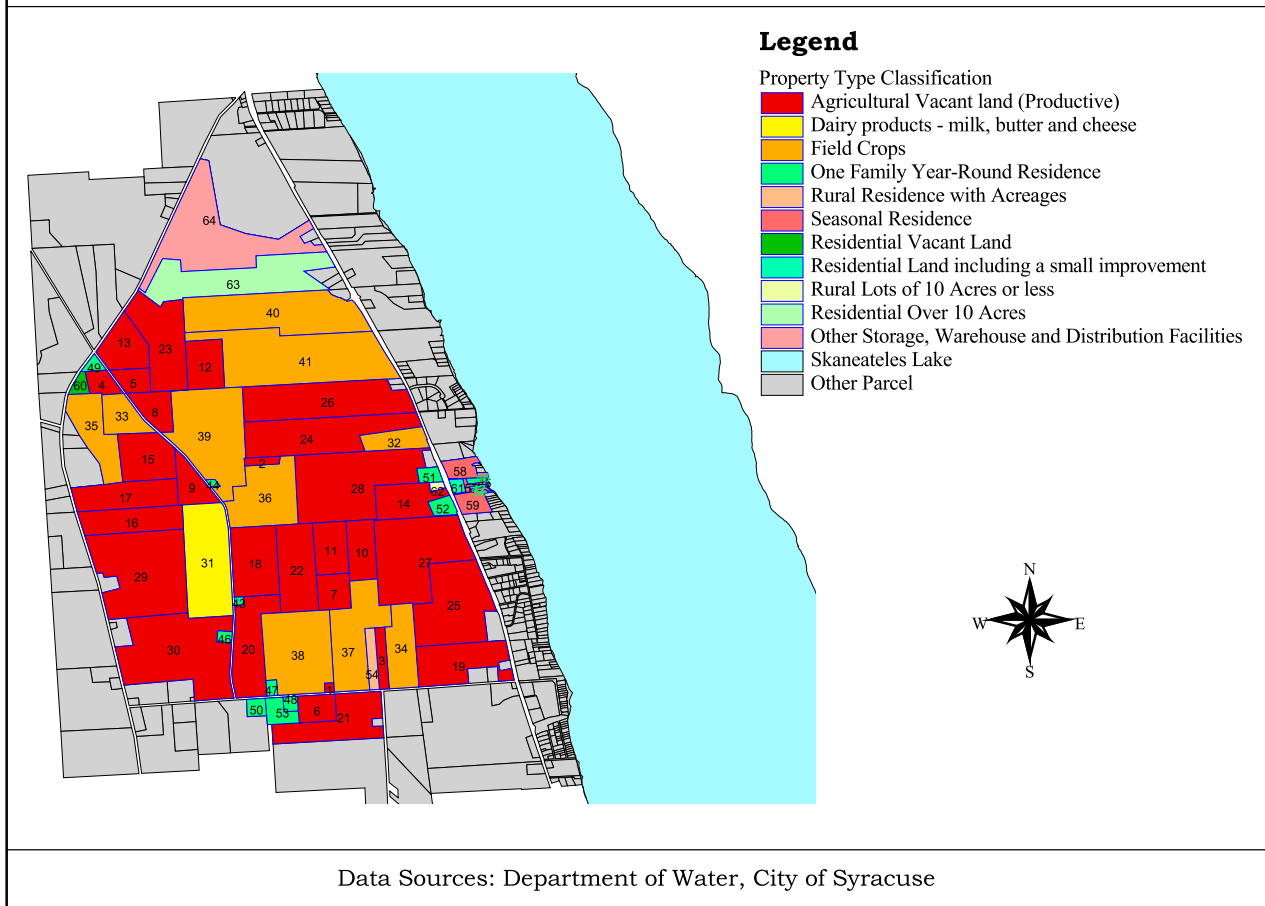 Legend
Property Type Classification
Agricultural Vacant land (Productive)
Dairy products - milk, butter and cheese
Field Crops
One Family Year-Round Residence
Rural Residence with Acreages
Seasonal Residence
Residential Vacant Land
Residential Land including a small improvement
Rural Lots of 10 Acres or less
Residential Over 10 Acres
Other Storage, Warehouse and Distribution Facilities
Skaneateles Lake
Other Parcel
64
63
40
13
23
12
41
49
60
4
5
26
35
33
8
39
24
32
15
2
58
51
9
44
36
28
62
61
17
14
52
59
16
31
18
22
11
10
27
29
7
43
25
46
30
20
38
37
34
3
54
19
47
1
48
50
53
6
21
N
W
E
S
Data Sources: Department of Water, City of Syracuse